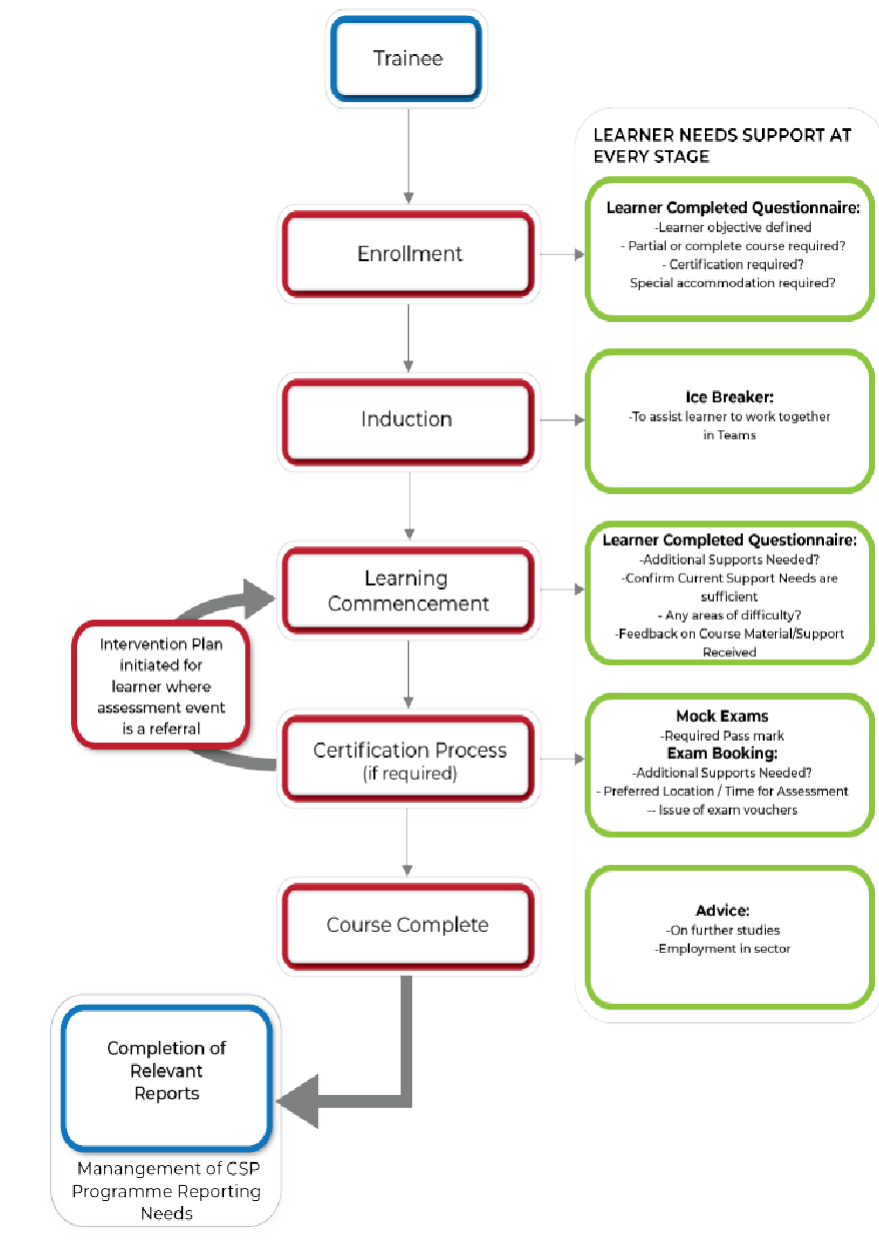 Trainee
LEARNER NEEDS SUPPORT AT
EVERY STAGE
Enrollment
Learner Completed Questionnaire:
-Learner objective defined
- Partial or complete course required?
- Certification required?
Special accommodation required?
Induction
Ice Breaker:
-To assist learner to work together
in Teams
Learning
Commencement
Learner Completed Questionnaire:
-Additional Supports Needed?
-Confirm Current Support Needs are
sufficient
- Any areas of difficulty?
-Feedback on Course Material/Support
Received
Intervention Plan
initiated for
learner where
assessment event
is a referral
Certification Process
(if required)
Mock Exams
-Required Pass mark
Exam Booking:
-Additional Supports Needed?
- Preferred Location / Time for Assessment
-- Issue of exam vouchers
Course Complete
Advice:
-On further studies
-Employment in sector
Completion of
Relevant
Reports
Manangement of CSP
Programme Reporting
Needs